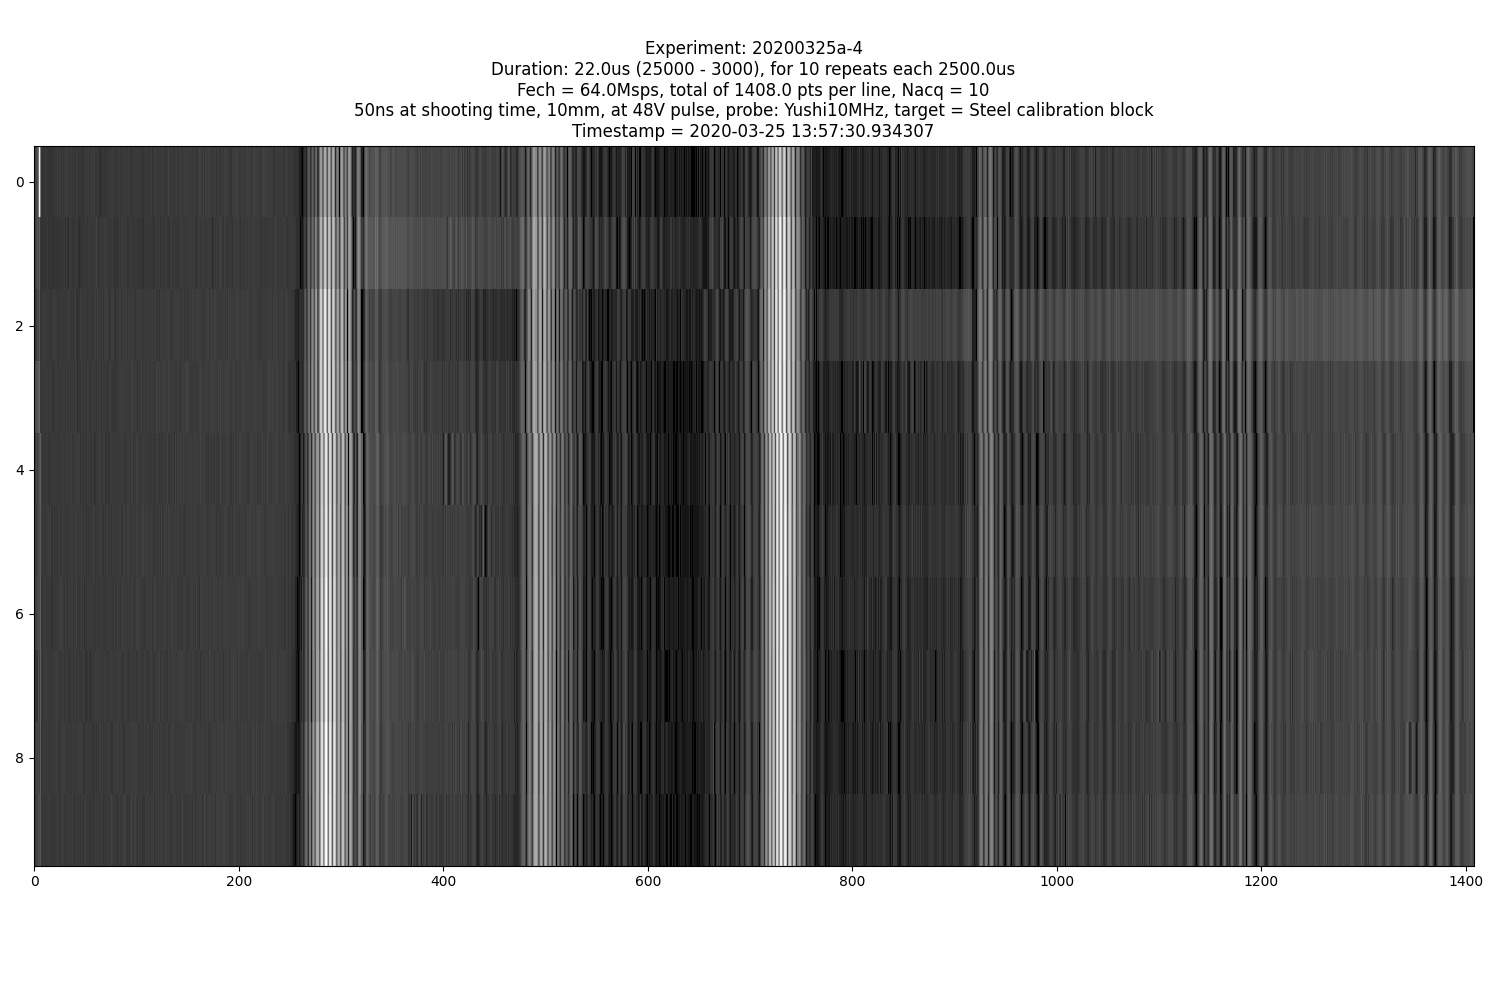 Experiment: 20200325a-4
Duration: 22.0us (25000 - 3000), for 10 repeats each 2500.0us
Fech = 64.0Msps, total of 1408.0 pts per line, Nacq = 10
50ns at shooting time, 10mm, at 48V pulse, probe: Yushi10MHz, target = Steel calibration block
Timestamp = 2020-03-25 13:57:30.934307
0
2
4
6
8
0 200 400 600 800 1000 1200 1400